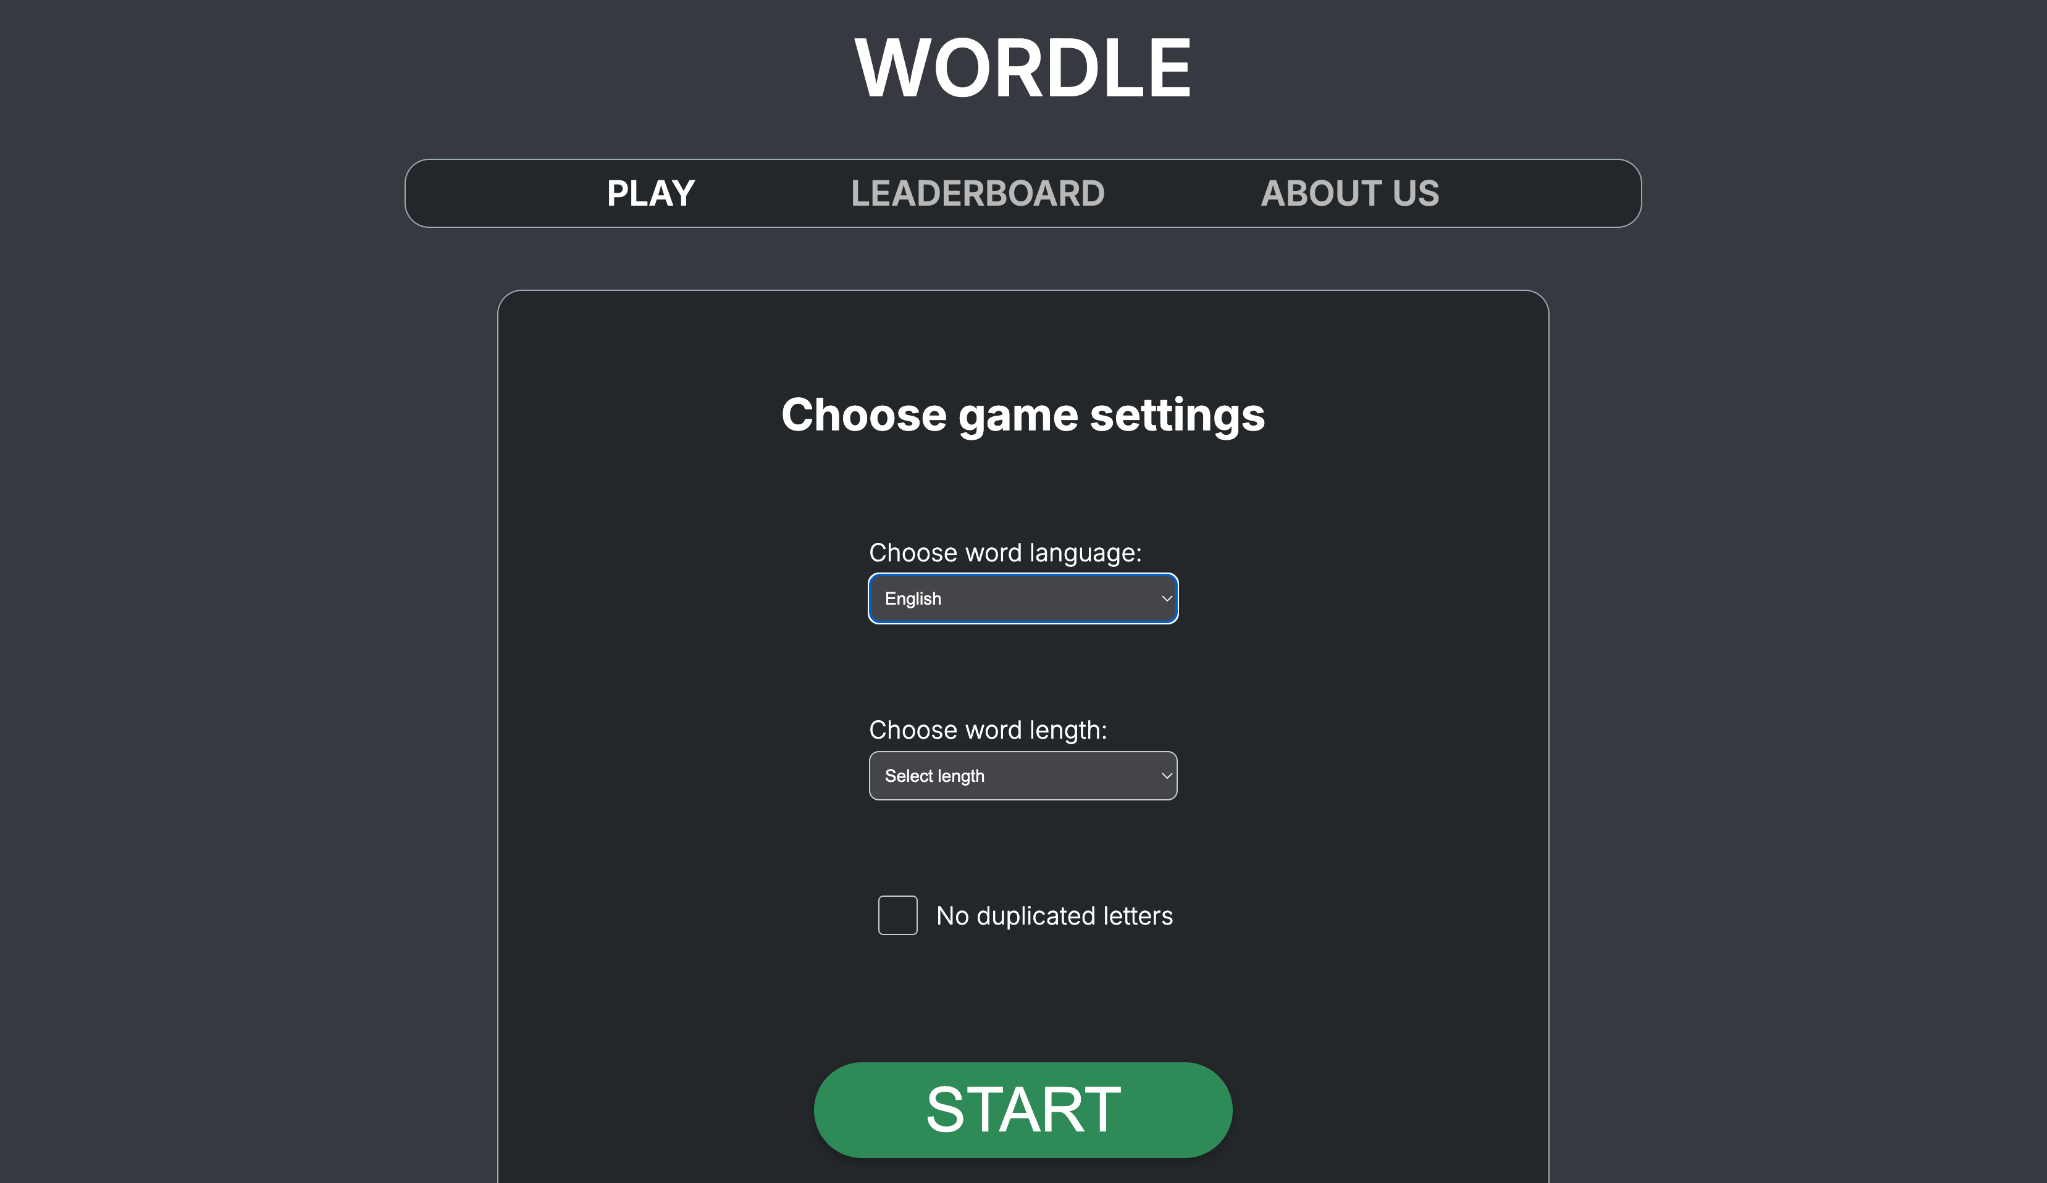 WORDLE
PLAY LEADERBOARD ABOUT US
Choose game settings
Choose word language:
English
Choose word length:
Select length
No duplicated letters
START